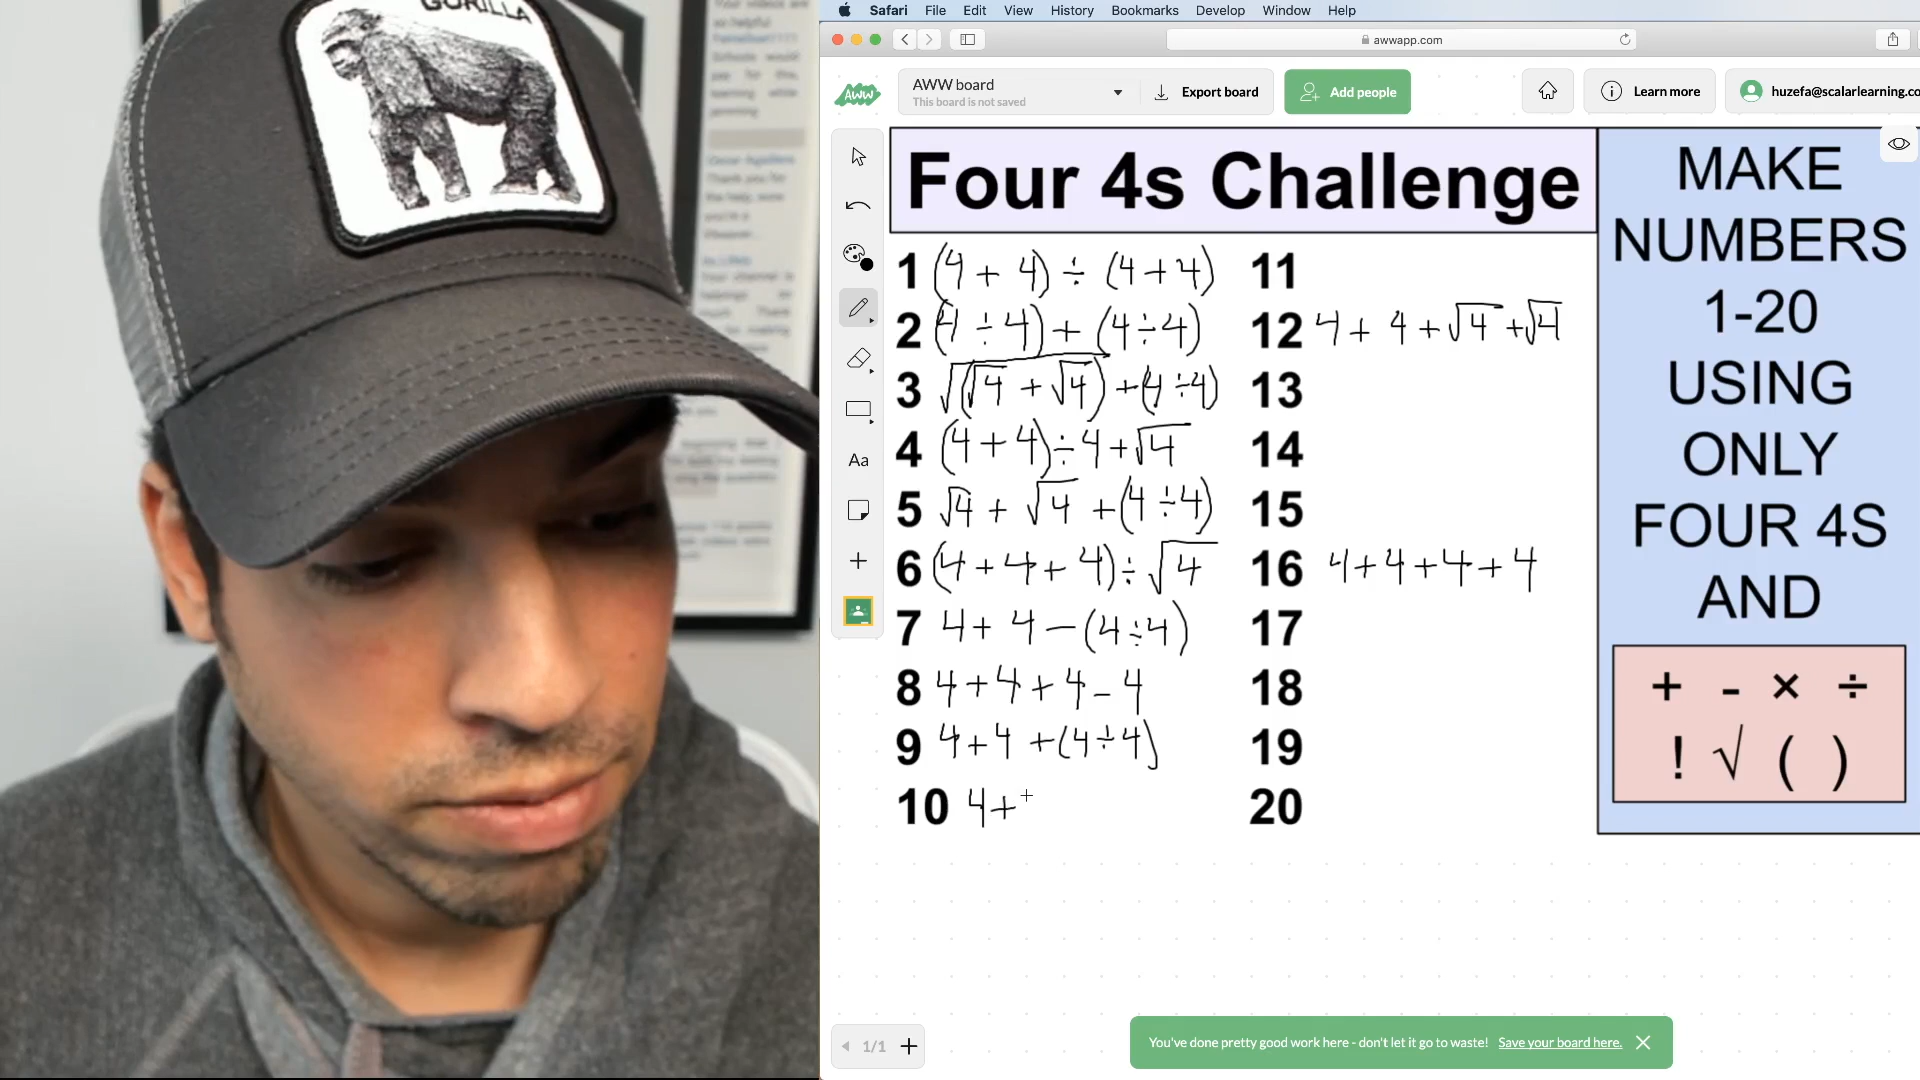 GORILLA
Safari File Edit View History Bookmarks Develop Window Help
awwapp.com
AWW
AWW board
This board is not saved
Export board
Add people
Learn more
huzefa@scalarlearning.co
Four 4s Challenge
1 (4 + 4) ÷ (4 + 4)
2 (4 ÷ 4) + (4 ÷ 4)
3 √(√4 + √4) + (4 ÷ 4)
4 (4 + 4) ÷ 4 + √4
5 √4 + √4 + (4 ÷ 4)
6 (4 + 4 + 4) ÷ √4
7 4 + 4 - (4 ÷ 4)
8 4 + 4 + 4 - 4
9 4 + 4 + (4 ÷ 4)
10 4 +
11
12 4 + 4 + √4 + √4
13
14
15
16 4 + 4 + 4 + 4
17
18
19
20
MAKE
NUMBERS
1-20
USING
ONLY
FOUR 4S
AND
+ - × ÷
! √ ( )
Aa
1/1
You've done pretty good work here - don't let it go to waste! Save your board here.